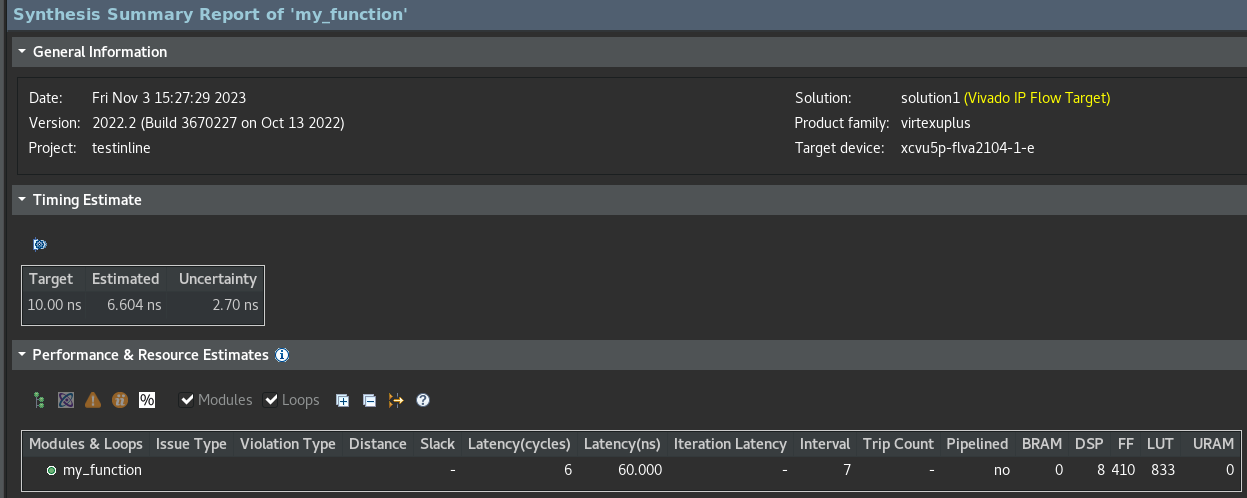 Synthesis Summary Report of 'my_function'
General Information
Date: Fri Nov 3 15:27:29 2023 Solution: solution1 (Vivado IP Flow Target)
Version: 2022.2 (Build 3670227 on Oct 13 2022) Product family: virtexuplus
Project: testinline Target device: xcvu5p-flva2104-1-e
Timing Estimate
Target Estimated Uncertainty
10.00 ns 6.604 ns 2.70 ns
Performance & Resource Estimates
% Modules Loops
Modules & Loops Issue Type Violation Type Distance Slack Latency(cycles) Latency(ns) Iteration Latency Interval Trip Count Pipelined BRAM DSP FF LUT URAM
my_function - 6 60.000 - 7 - no 0 8 410 833 0